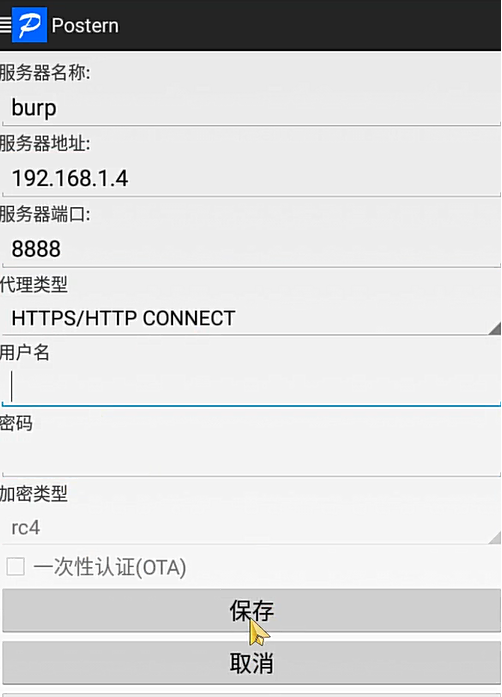 Postern
服务器名称:
burp
服务器地址:
192.168.1.4
服务器端口:
8888
代理类型
HTTPS/HTTP CONNECT
用户名
密码
加密类型
rc4
一次性认证(OTA)
保存
取消